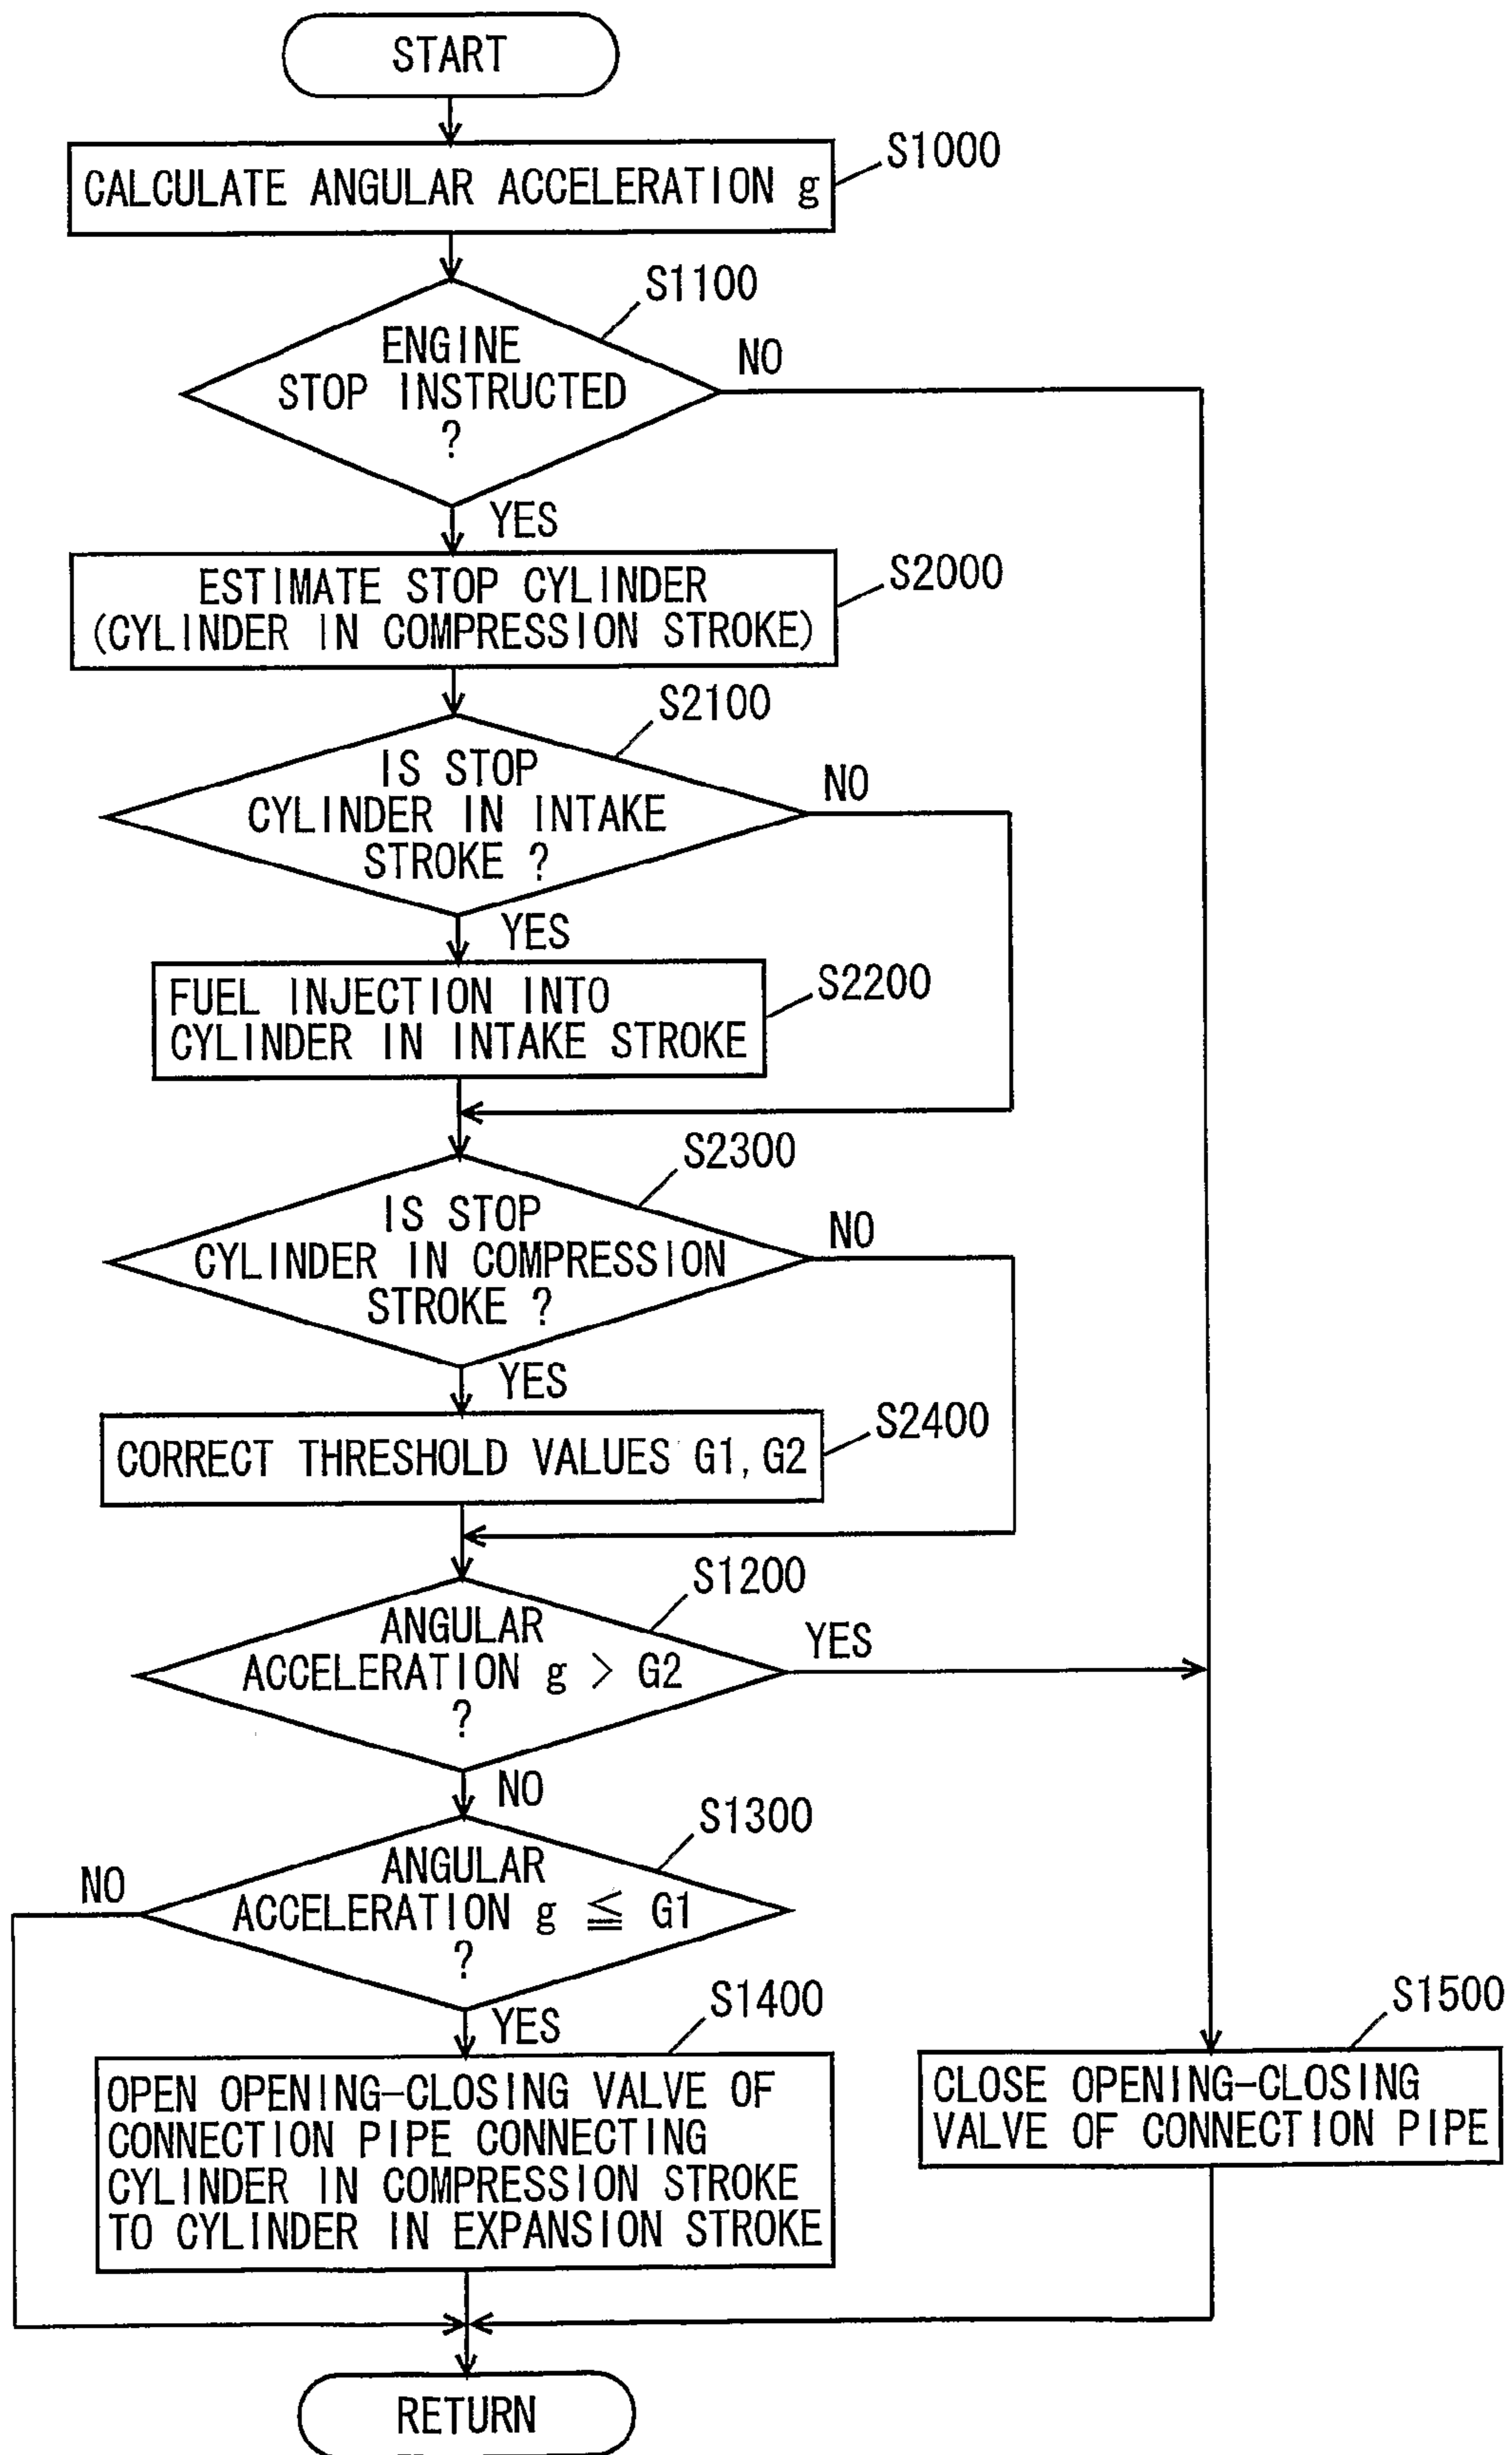 START
CALCULATE ANGULAR ACCELERATION g
S1000
S1100
ENGINE
STOP INSTRUCTED
?
NO
YES
ESTIMATE STOP CYLINDER
(CYLINDER IN COMPRESSION STROKE)
S2000
S2100
IS STOP
CYLINDER IN INTAKE
STROKE ?
NO
YES
FUEL INJECTION INTO
CYLINDER IN INTAKE STROKE
S2200
S2300
IS STOP
CYLINDER IN COMPRESSION
STROKE ?
NO
YES
CORRECT THRESHOLD VALUES G1, G2
S2400
S1200
ANGULAR
ACCELERATION g > G2
?
YES
NO
S1300
ANGULAR
ACCELERATION g ≦ G1
?
NO
YES
S1400
OPEN OPENING-CLOSING VALVE OF
CONNECTION PIPE CONNECTING
CYLINDER IN COMPRESSION STROKE
TO CYLINDER IN EXPANSION STROKE
S1500
CLOSE OPENING-CLOSING
VALVE OF CONNECTION PIPE
RETURN